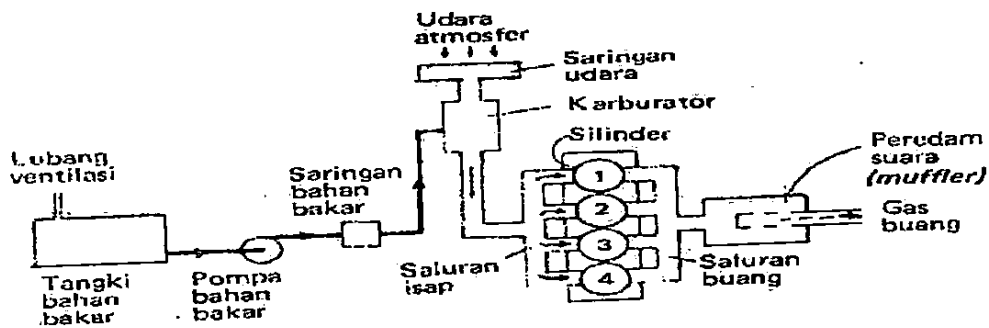 Udara
atmosfer
Saringan
udara
Karburator
Silinder
Peredam
suara
(muffler)
Lubang
ventilasi
Saringan
bahan
bakar
1
2
3
4
Gas
buang
Tangki
bahan
bakar
Pompa
bahan
bakar
Saluran
isap
Saluran
buang